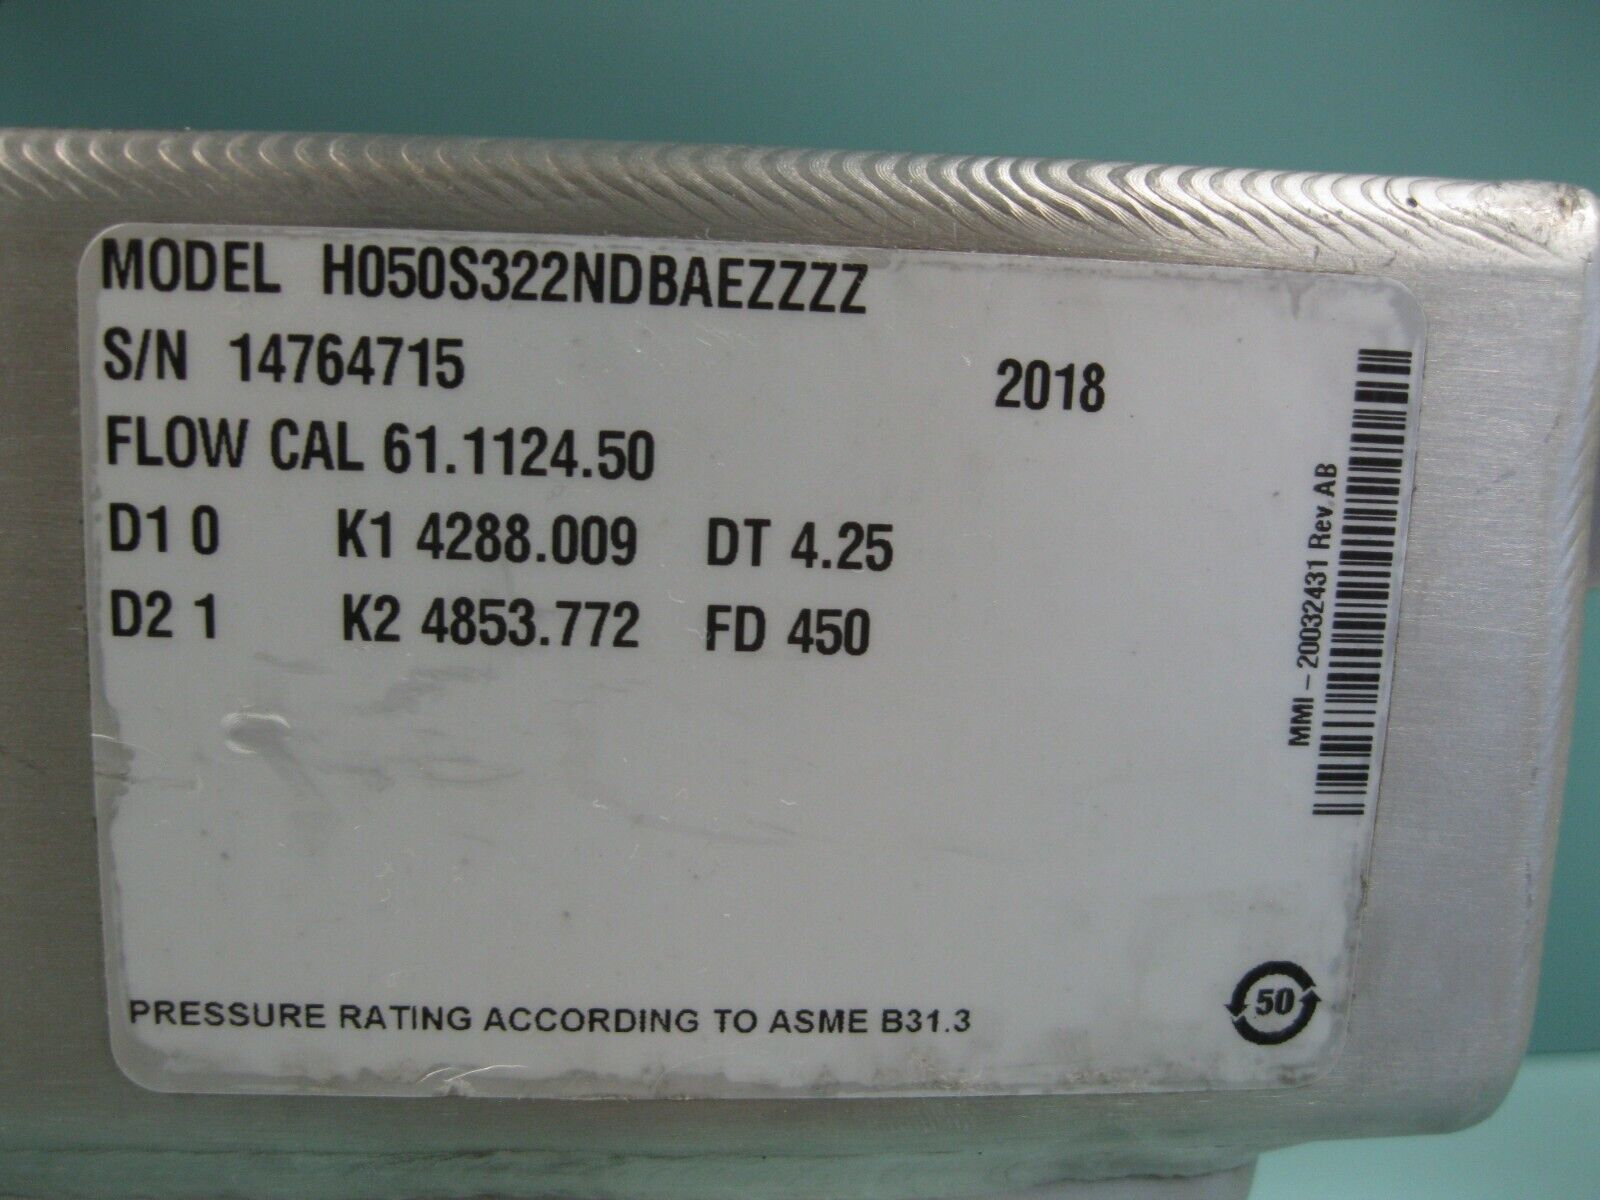 MODEL H050S322NDBAEZZZZ
S/N 14764715 2018
FLOW CAL 61.1124.50
D1 0 K1 4288.009 DT 4.25
D2 1 K2 4853.772 FD 450
MMI - 20032431 Rev AB
PRESSURE RATING ACCORDING TO ASME B31.3
50